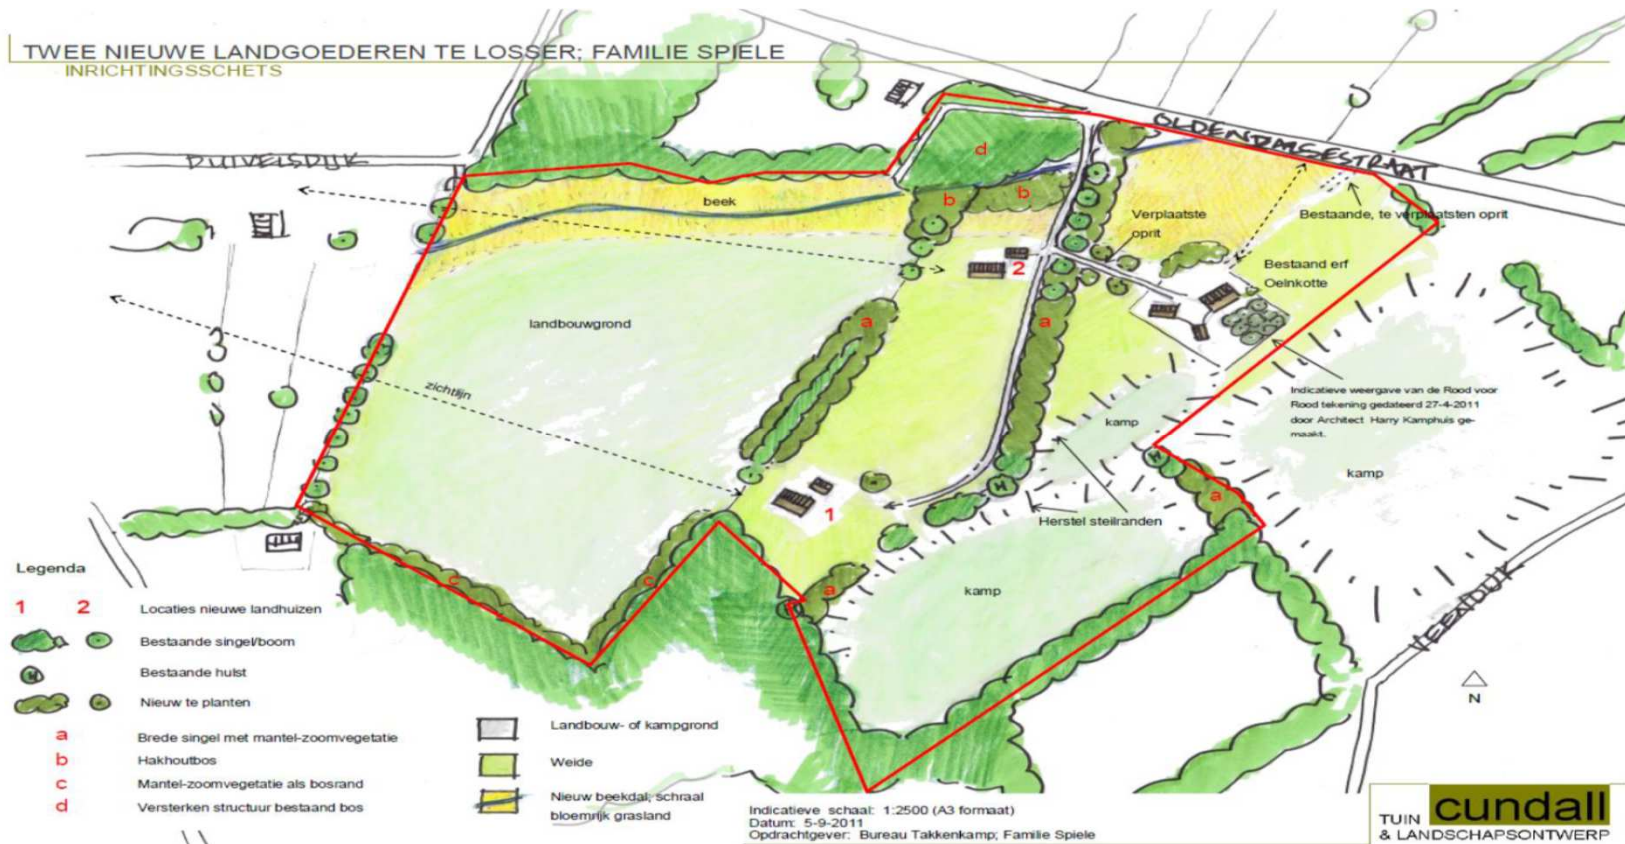 TWEE NIEUWE LANDGOEDEREN TE LOSSER; FAMILIE SPIELE
INRICHTINGSSCHETS
DUIVELSDIJK
OLDENZAALSESTRAAT
d
beek
b
b
Verplaatste
oprit
Bestaande, te verplaatsten oprit
2
Bestaand erf
Oelnkotte
landbouwgrond
a
a
zichtlijn
Indicatieve weergave van de Rood voor
Rood tekening gedateerd 27-4-2011
door Architect Harry Kamphuis ge-
maakt.
kamp
kamp
H
H
a
1
Herstel steilranden
c
c
a
kamp
VEENDIJK
N
Legenda
1 2 Locaties nieuwe landhuizen
Bestaande singel/boom
H Bestaande hulst
Nieuw te planten
a Brede singel met mantel-zoomvegetatie
b Hakhoutbos
c Mantel-zoomvegetatie als bosrand
d Versterken structuur bestaand bos
Landbouw- of kampgrond
Weide
Nieuw beekdal; schraal
bloemrijk grasland
Indicatieve schaal: 1:2500 (A3 formaat)
Datum: 5-9-2011
Opdrachtgever: Bureau Takkenkamp; Familie Spiele
TUIN cundall
& LANDSCHAPSONTWERP